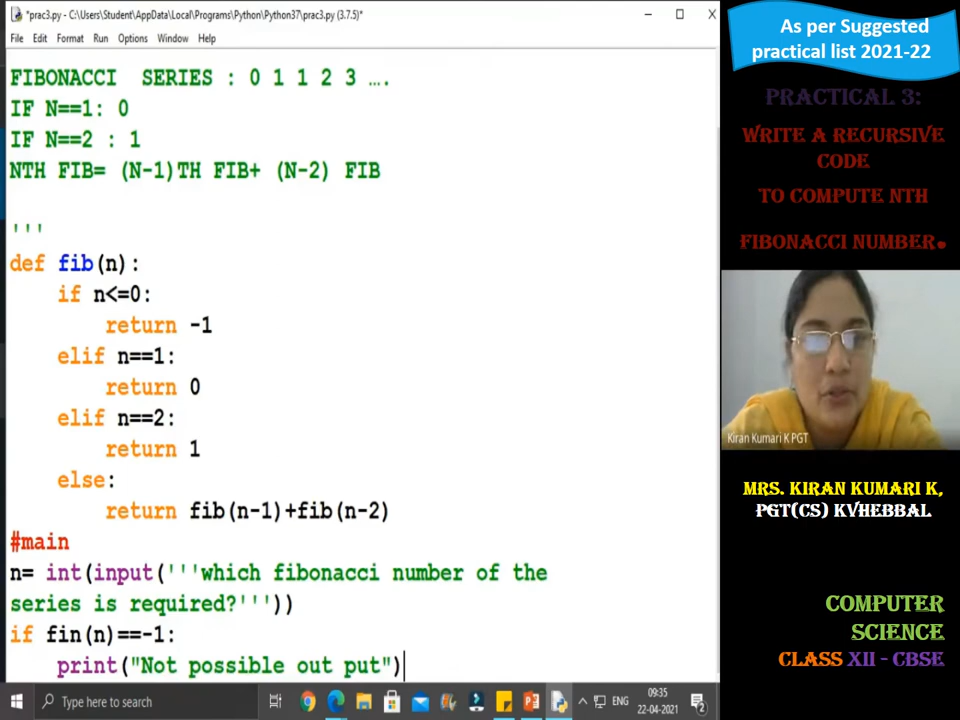 *prac3.py - C:\Users\Student\AppData\Local\Programs\Python\Python37\prac3.py (3.7.5)*
File Edit Format Run Options Window Help
FIBONACCI SERIES : 0 1 1 2 3 ....
IF N==1: 0
IF N==2 : 1
NTH FIB= (N-1)TH FIB+ (N-2) FIB
'''
def fib(n):
    if n<=0:
        return -1
    elif n==1:
        return 0
    elif n==2:
        return 1
    else:
        return fib(n-1)+fib(n-2)
#main
n= int(input('''which fibonacci number of the
series is required?'''))
if fin(n)==-1:
    print("Not possible out put")
Type here to search
ENG
09:35
22-04-2021
2
As per Suggested
practical list 2021-22
PRACTICAL 3:
WRITE A RECURSIVE
CODE
TO COMPUTE NTH
FIBONACCI NUMBER.
Kiran Kumari K PGT
MRS. KIRAN KUMARI K,
PGT(CS) KVHEBBAL
COMPUTER
SCIENCE
CLASS XII - CBSE